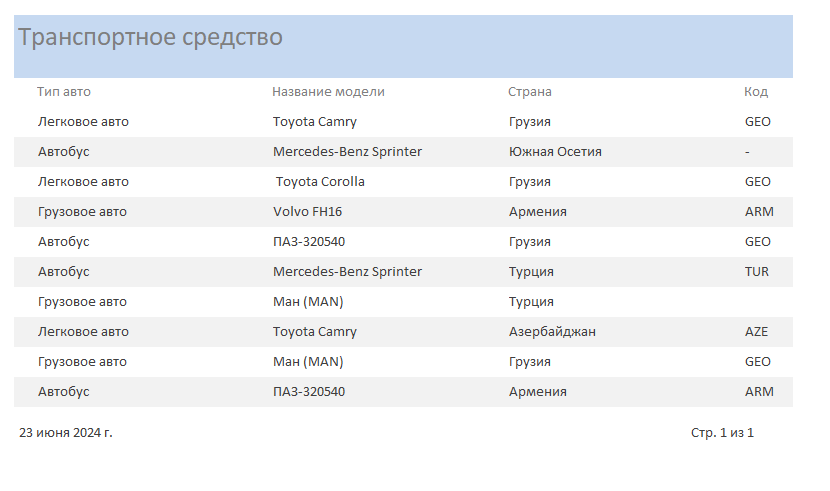 Транспортное средство
Тип авто Название модели Страна Код
Легковое авто Toyota Camry Грузия GEO
Автобус Mercedes-Benz Sprinter Южная Осетия -
Легковое авто Toyota Corolla Грузия GEO
Грузовое авто Volvo FH16 Армения ARM
Автобус ПАЗ-320540 Грузия GEO
Автобус Mercedes-Benz Sprinter Турция TUR
Грузовое авто Ман (MAN) Турция
Легковое авто Toyota Camry Азербайджан AZE
Грузовое авто Ман (MAN) Грузия GEO
Автобус ПАЗ-320540 Армения ARM
23 июня 2024 г. Стр. 1 из 1